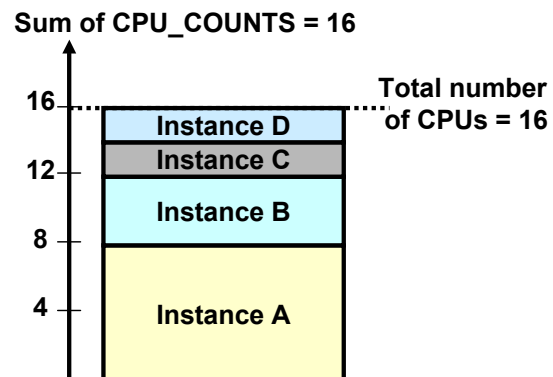 Sum of CPU_COUNTS = 16
16
Total number
of CPUs = 16
Instance D
Instance C
12
Instance B
8
Instance A
4